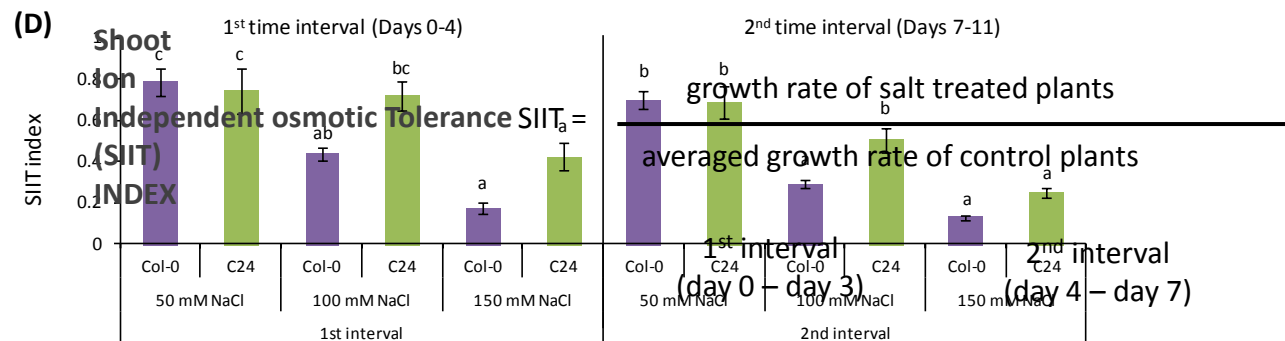 (D)
1st time interval (Days 0-4)
2nd time interval (Days 7-11)
Shoot
Ion
Independent osmotic Tolerance
(SIIT)
INDEX
SIIT =
growth rate of salt treated plants
averaged growth rate of control plants
SIIT index
1
0.8
0.6
0.4
0.2
0
c
c
ab
bc
a
a
b
b
a
b
a
a
1st interval
(day 0 – day 3)
2nd interval
(day 4 – day 7)
Col-0 C24 Col-0 C24 Col-0 C24 Col-0 C24 Col-0 C24 Col-0 C24
50 mM NaCl 100 mM NaCl 150 mM NaCl 50 mM NaCl 100 mM NaCl 150 mM NaCl
1st interval 2nd interval